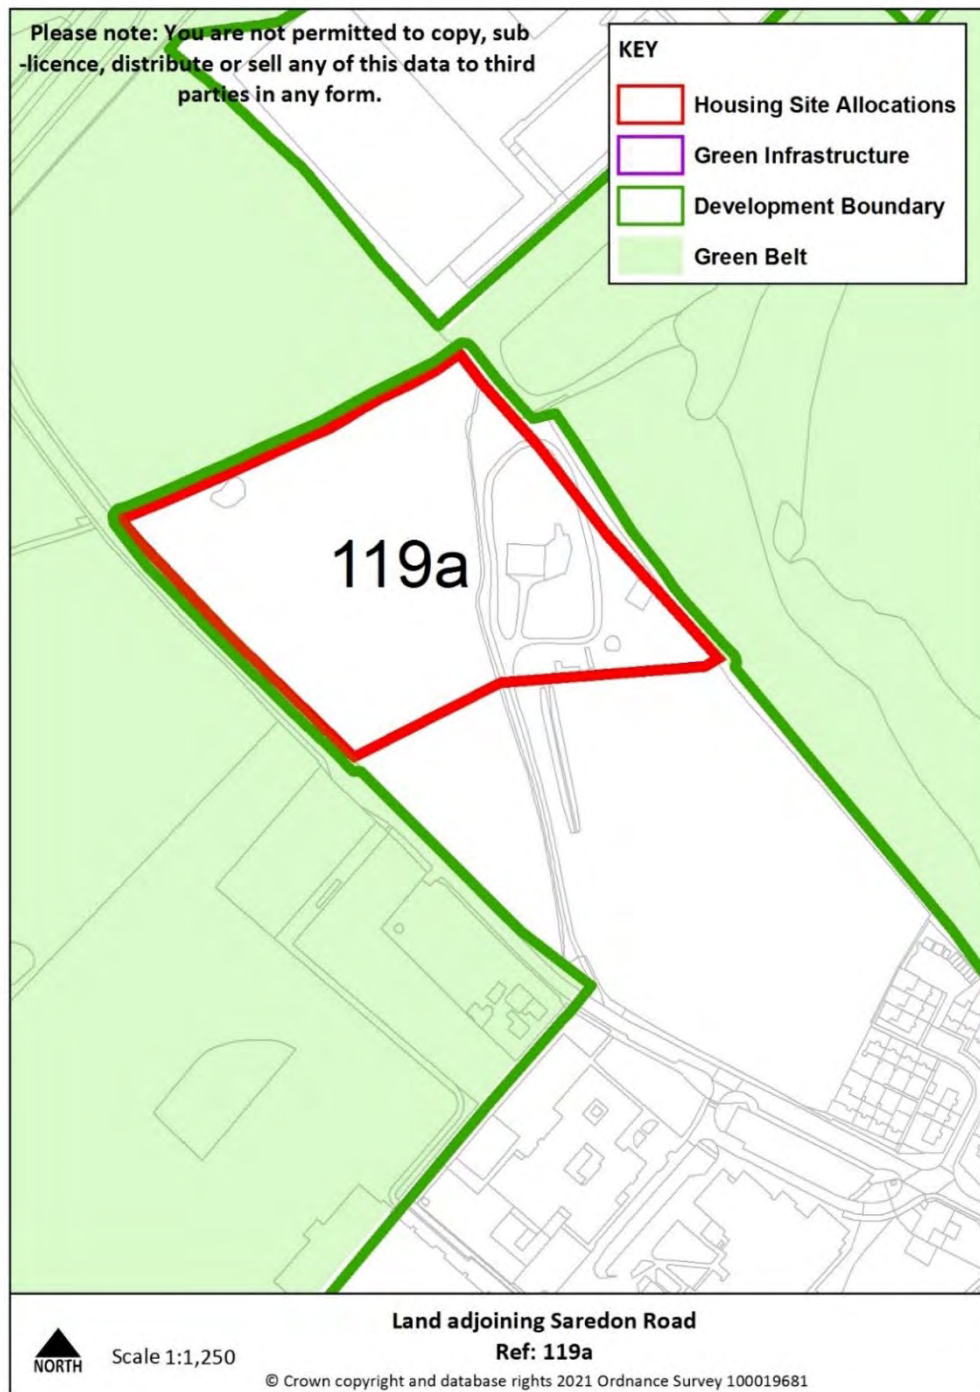 Please note: You are not permitted to copy, sub
-licence, distribute or sell any of this data to third
parties in any form.
KEY
Housing Site Allocations
Green Infrastructure
Development Boundary
Green Belt
119a
NORTH
Scale 1:1,250
Land adjoining Saredon Road
Ref: 119a
© Crown copyright and database rights 2021 Ordnance Survey 100019681